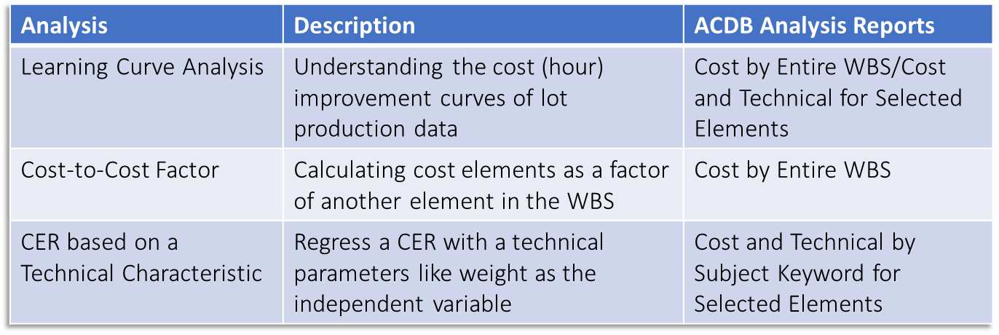 Analysis
Description
ACDB Analysis Reports
Learning Curve Analysis
Understanding the cost (hour)
improvement curves of lot
production data
Cost by Entire WBS/Cost
and Technical for Selected
Elements
Cost-to-Cost Factor
Calculating cost elements as a factor
of another element in the WBS
Cost by Entire WBS
CER based on a
Technical Characteristic
Regress a CER with a technical
parameters like weight as the
independent variable
Cost and Technical by
Subject Keyword for
Selected Elements